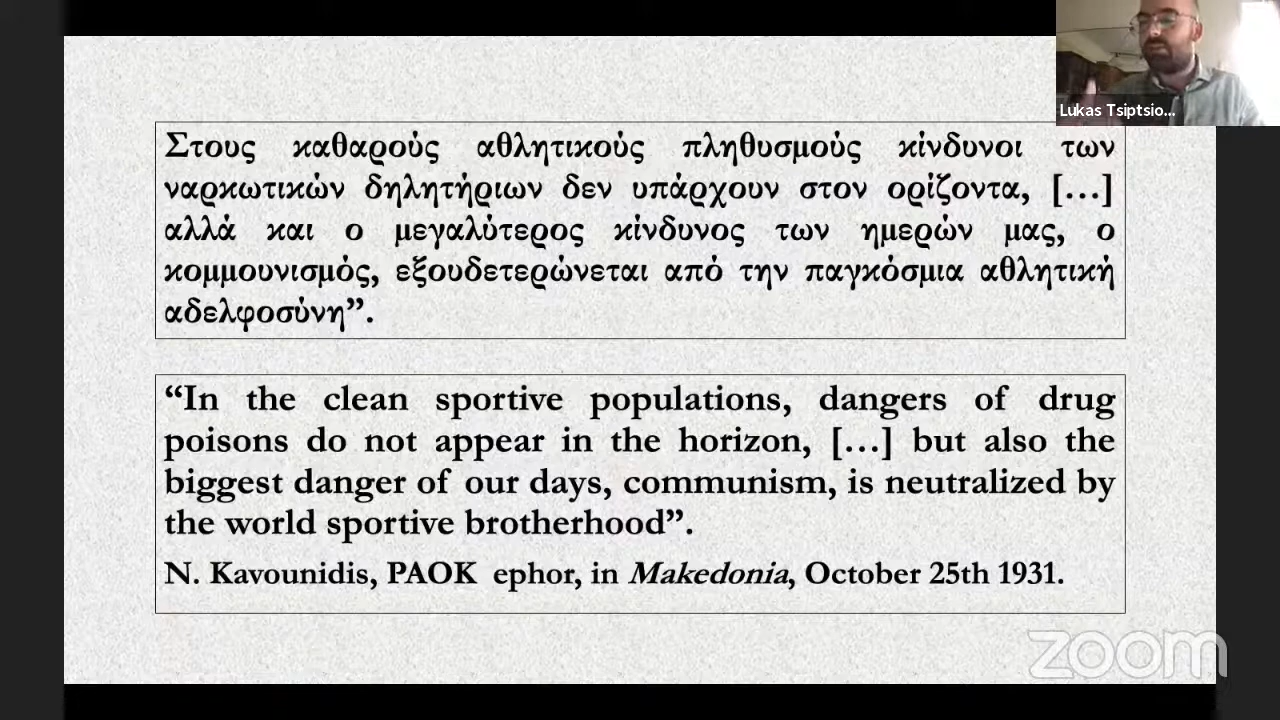 Lukas Tsiptsio...
Στους καθαρούς αθλητικούς πληθυσμούς κίνδυνοι των
ναρκωτικών δηλητήριων δεν υπάρχουν στον ορίζοντα, […]
αλλά και ο μεγαλύτερος κίνδυνος των ημερών μας, ο
κομμουνισμός, εξουδετερώνεται από την παγκόσμια αθλητική
αδελφοσύνη”.
“In the clean sportive populations, dangers of drug
poisons do not appear in the horizon, […] but also the
biggest danger of our days, communism, is neutralized by
the world sportive brotherhood”.
N. Kavounidis, PAOK ephor, in Makedonia, October 25th 1931.
zoom